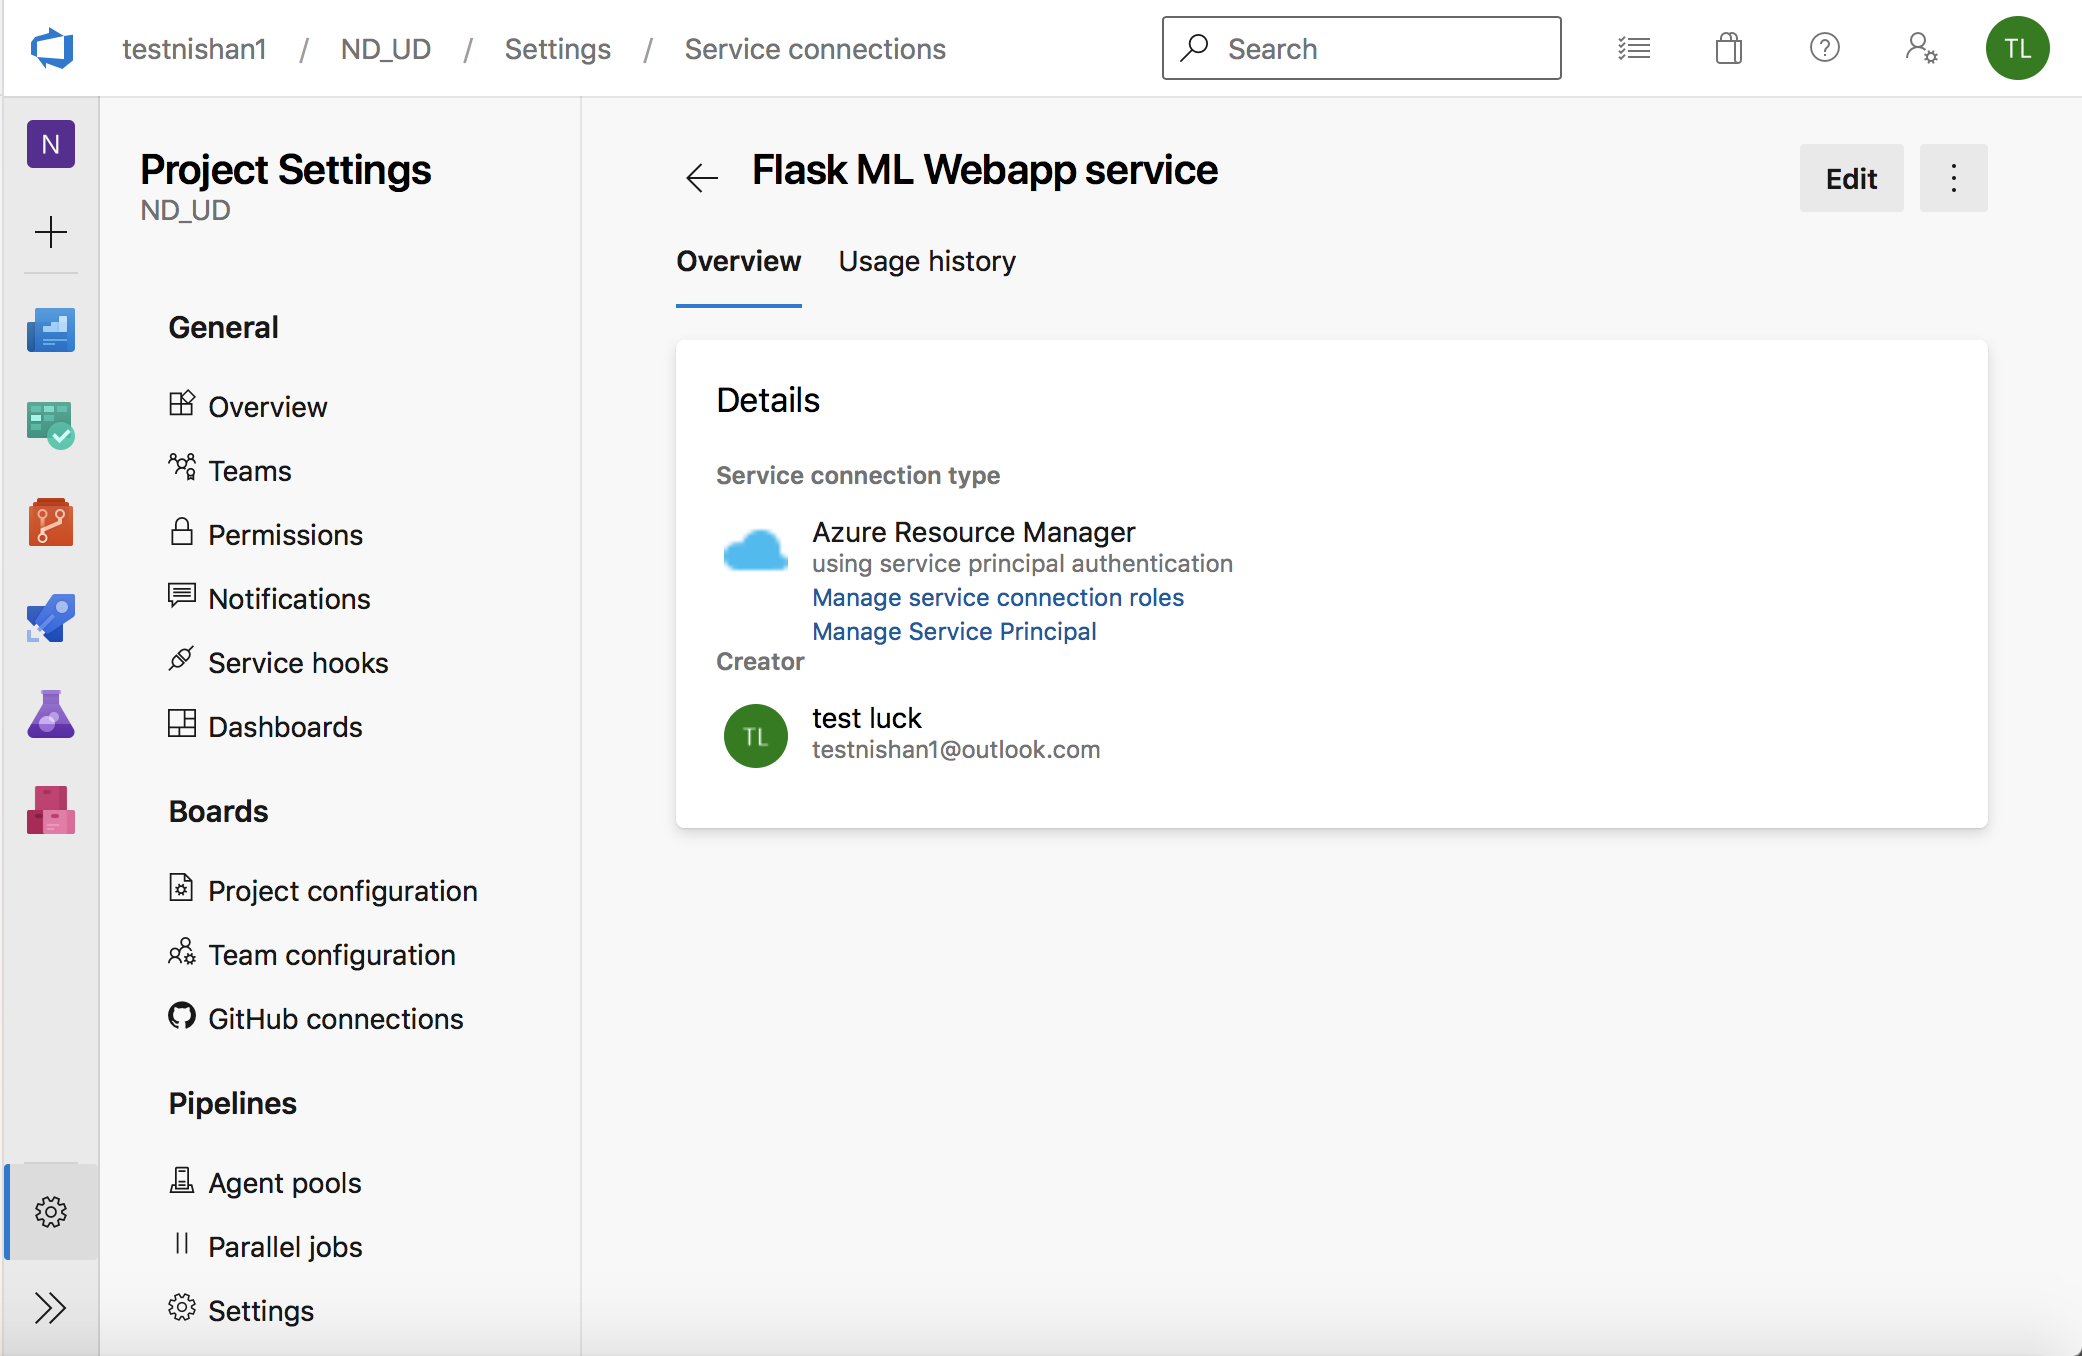 testnishan1 / ND_UD / Settings / Service connections
Search
TL
N
Project Settings
ND_UD
General
Overview
Teams
Permissions
Notifications
Service hooks
Dashboards
Boards
Project configuration
Team configuration
GitHub connections
Pipelines
Agent pools
Parallel jobs
Settings
Flask ML Webapp service
Edit
Overview
Usage history
Details
Service connection type
Azure Resource Manager
using service principal authentication
Manage service connection roles
Manage Service Principal
Creator
TL
test luck
testnishan1@outlook.com